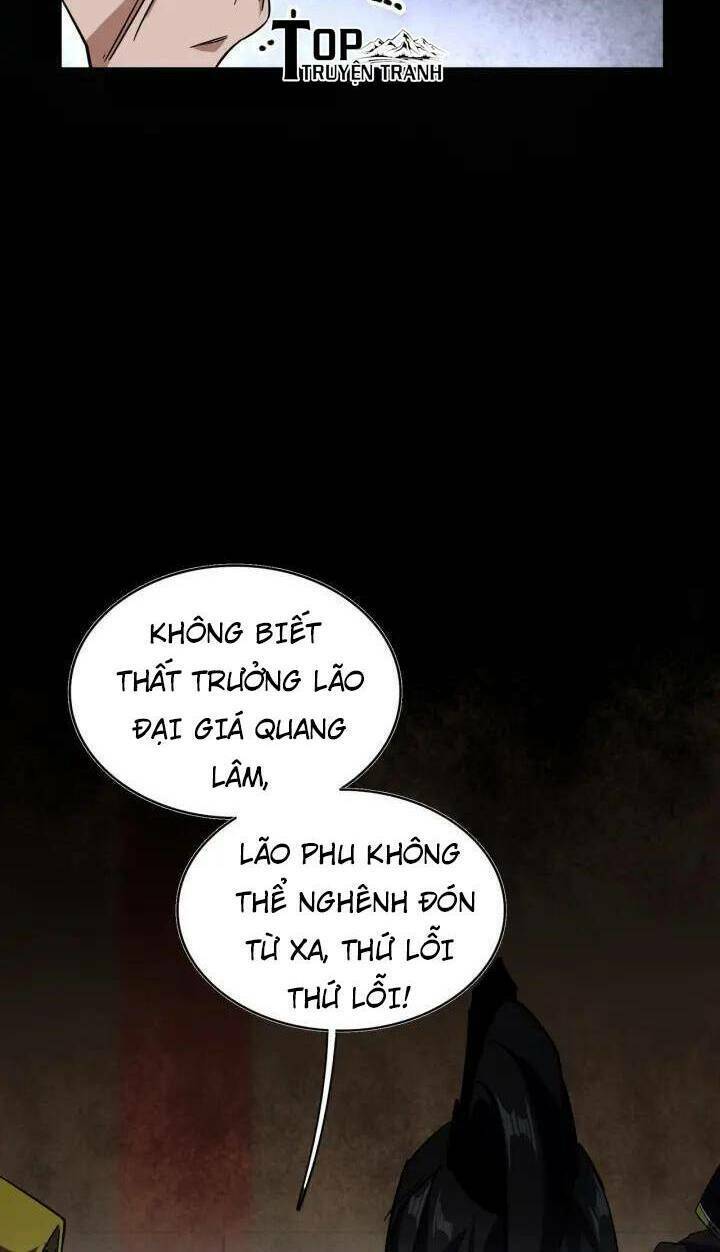 TOP
TRUYỆN TRANH
KHÔNG BIẾT
THẤT TRƯỞNG LÃO
ĐẠI GIÁ QUANG
LÂM,
LÃO PHU KHÔNG
THỂ NGHÊNH ĐÓN
TỪ XA, THỨ LỖI
THỨ LỖI!